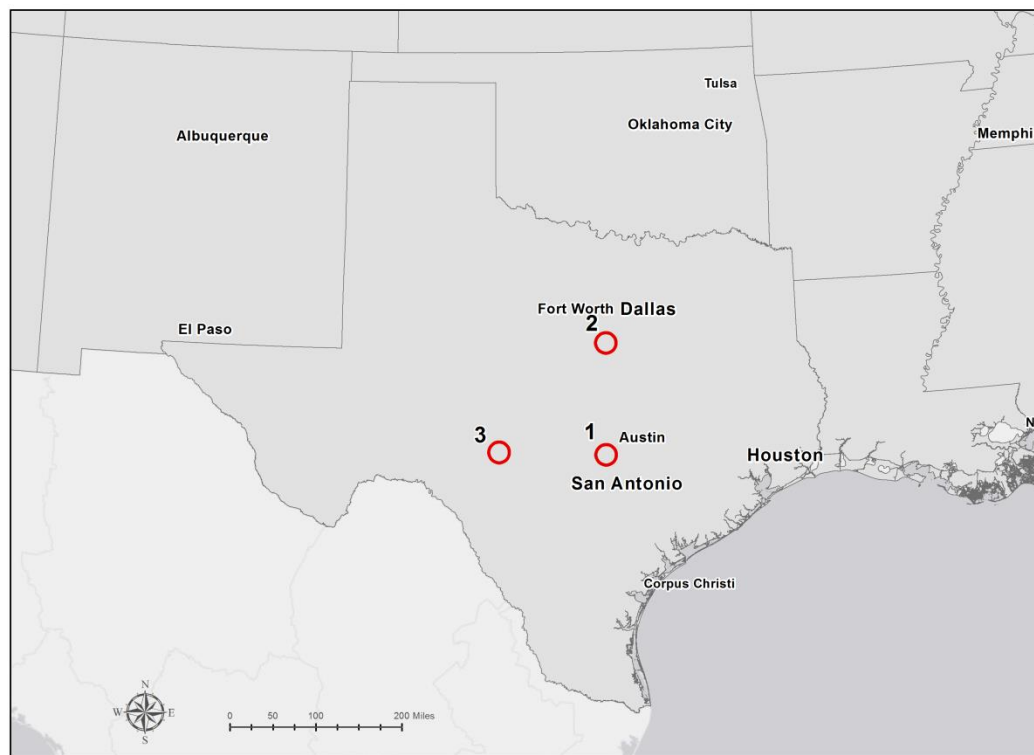 Tulsa
Oklahoma City
Albuquerque
Memphi
Fort Worth Dallas
2
El Paso
3
1
Austin
N
Houston
San Antonio
Corpus Christi
N
W
E
S
0 50 100 200 Miles